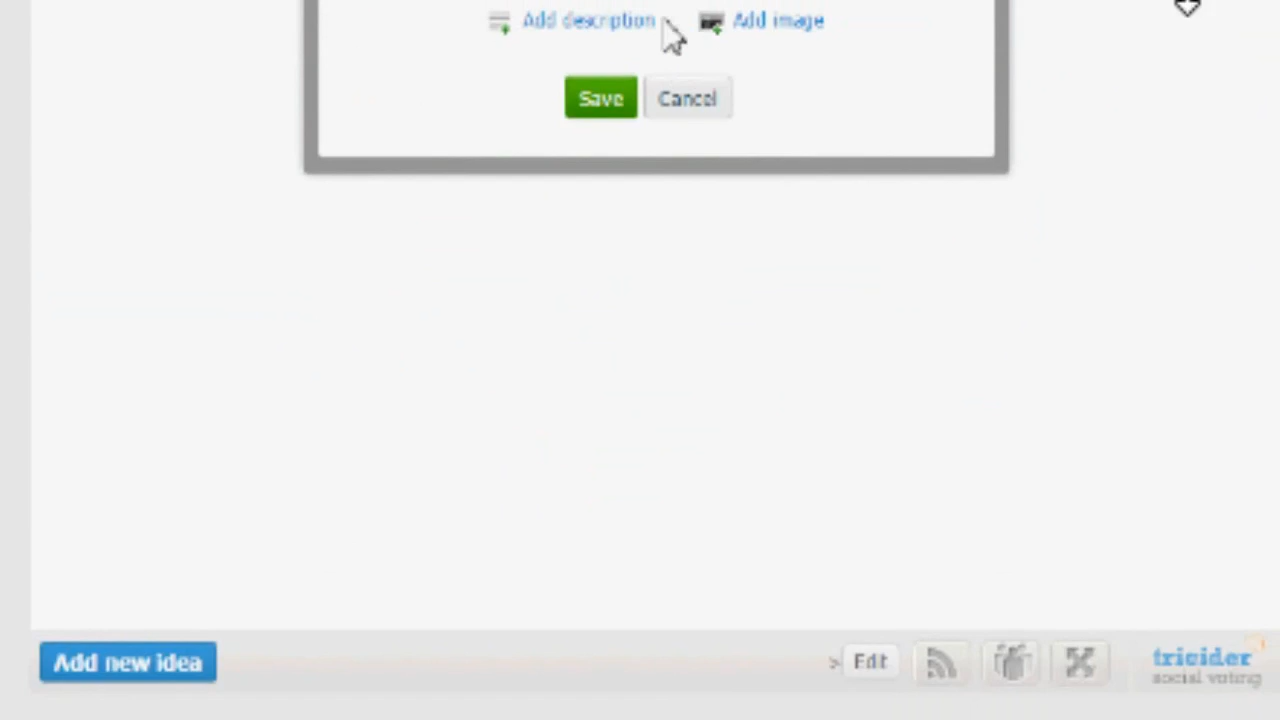 Add description Add image
Save Cancel
Add new idea > Edit tricider
social voting